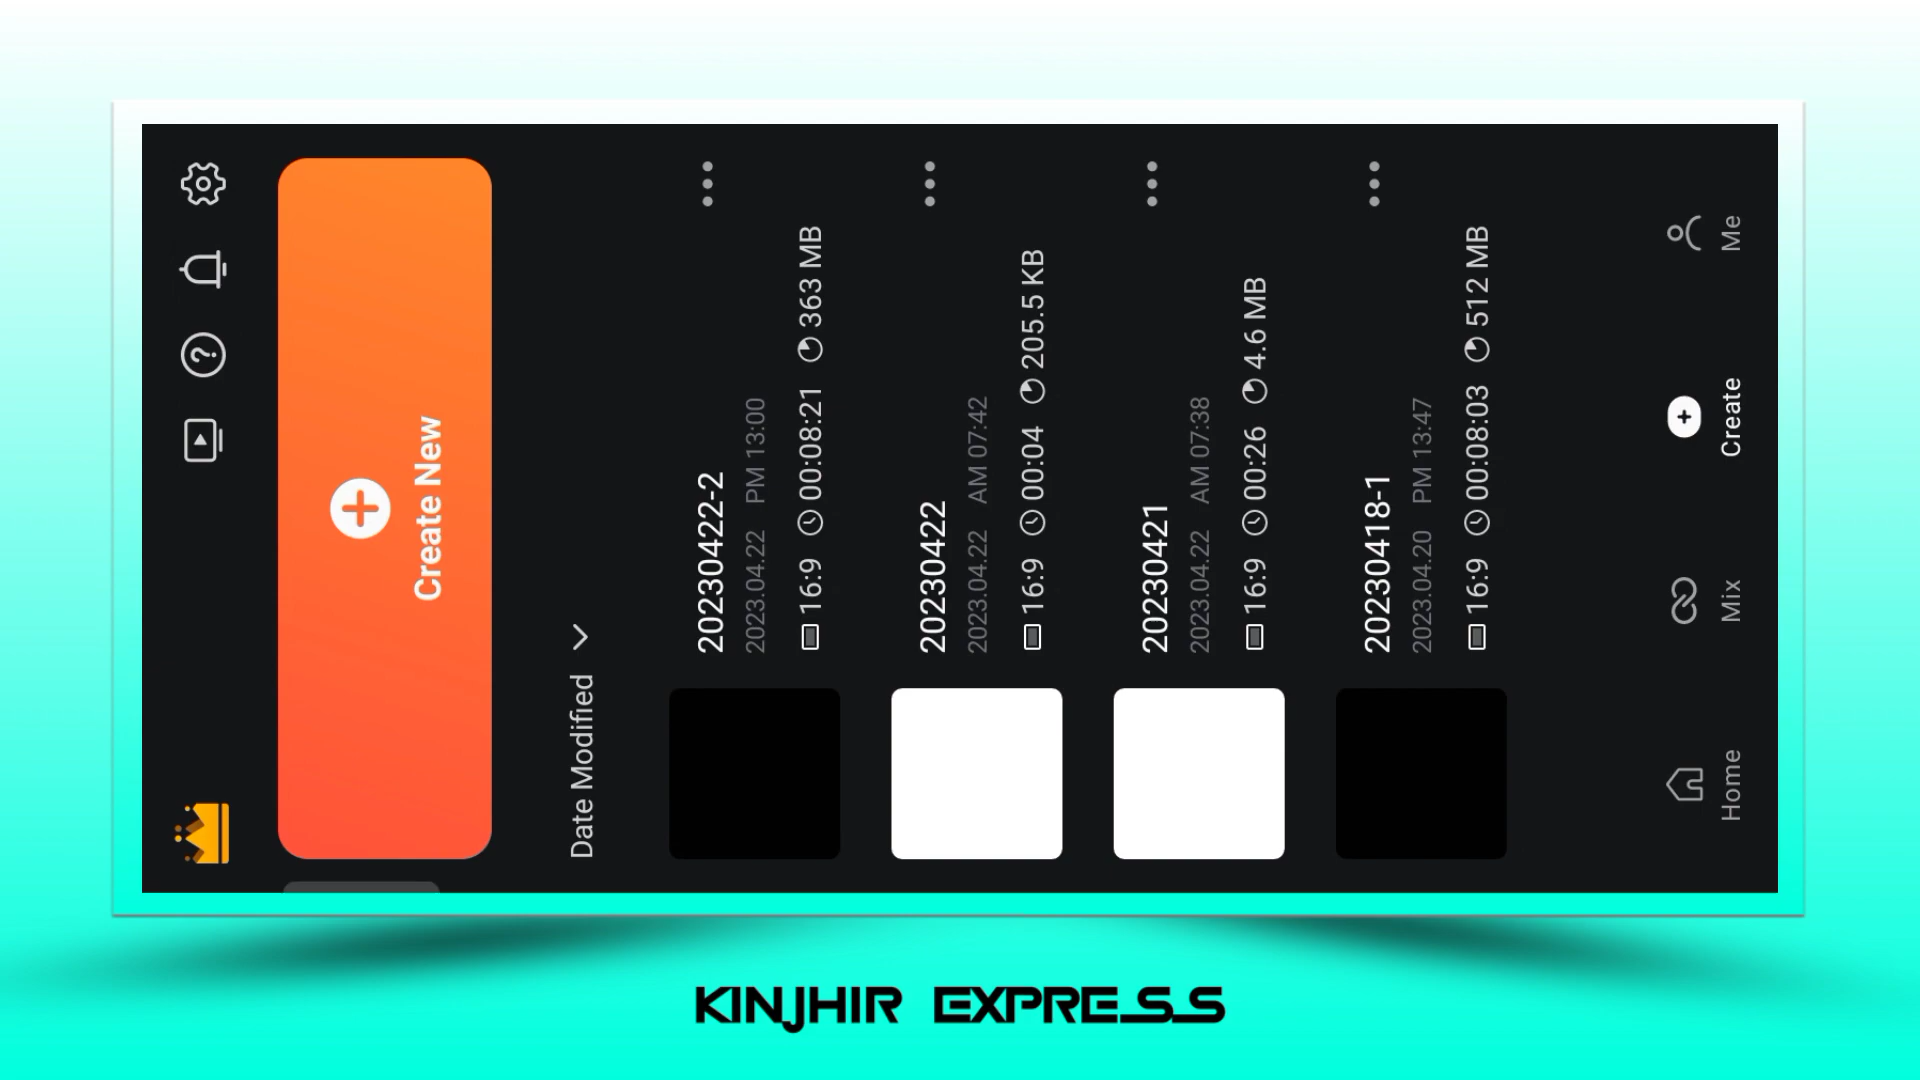 Create New
Date Modified
20230422-2
2023.04.22 PM 13:00
16:9 00:08:21 363 MB
20230422
2023.04.22 AM 07:42
16:9 00:04 205.5 KB
20230421
2023.04.22 AM 07:38
16:9 00:26 4.6 MB
20230418-1
2023.04.20 PM 13:47
16:9 00:08:03 512 MB
Home Mix Create Me
KINJHIR EXPRESS